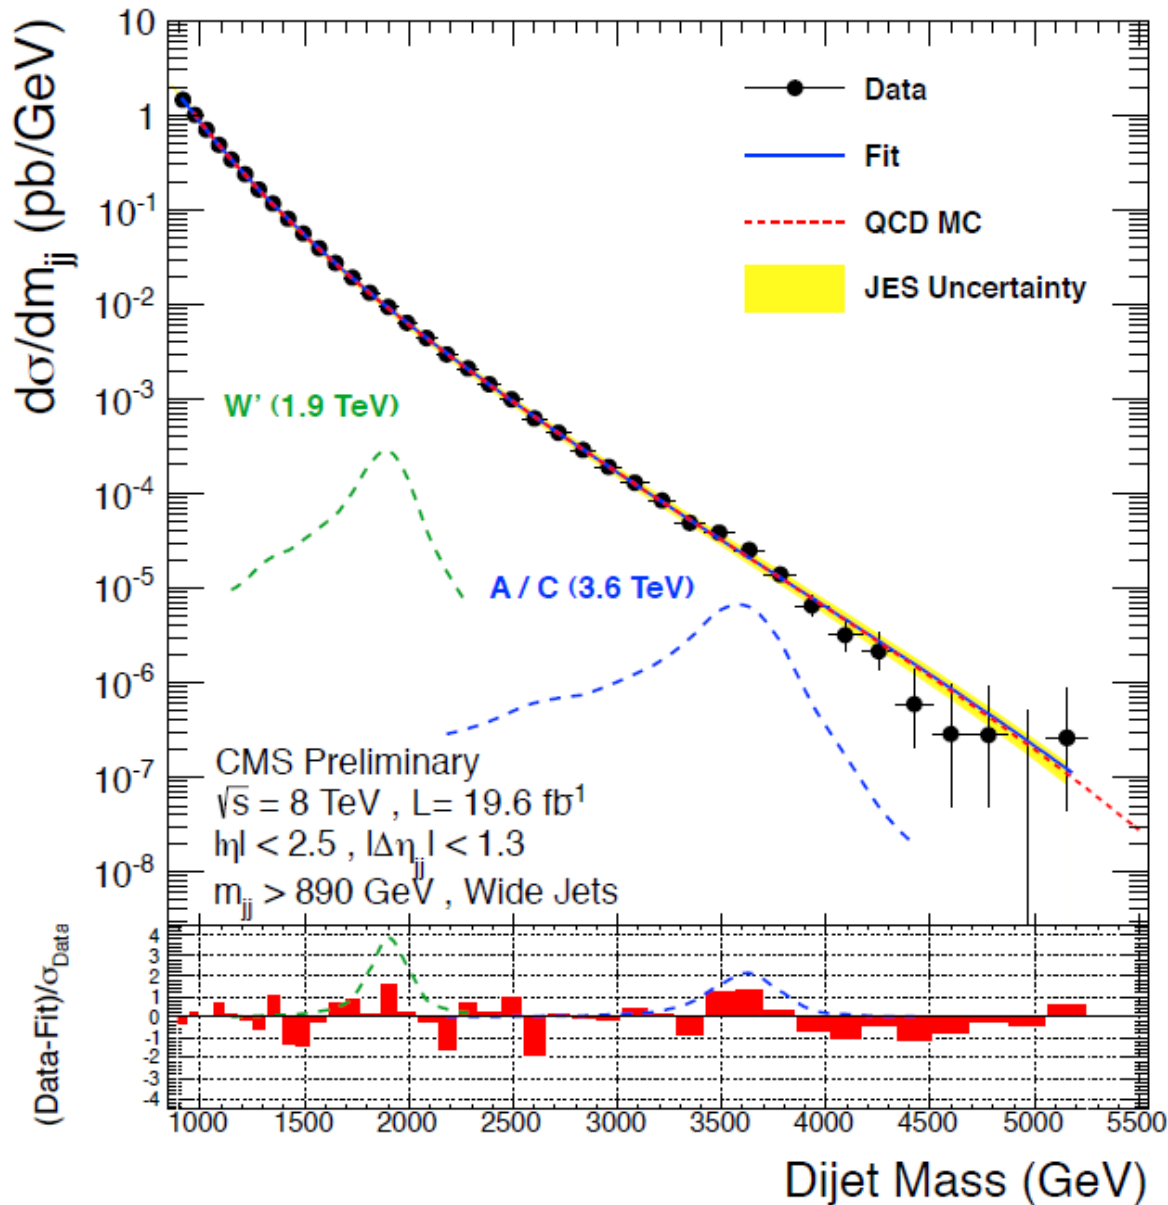 dσ/dm_jj (pb/GeV)
10
1
10^-1
10^-2
10^-3
10^-4
10^-5
10^-6
10^-7
10^-8
Data
Fit
QCD MC
JES Uncertainty
W' (1.9 TeV)
A / C (3.6 TeV)
CMS Preliminary
√s = 8 TeV , L= 19.6 fb^-1
|η| < 2.5 , |Δη_jj| < 1.3
m_jj > 890 GeV , Wide Jets
(Data-Fit)/σ_Data
4
3
2
1
0
-1
-2
-3
-4
1000 1500 2000 2500 3000 3500 4000 4500 5000 5500
Dijet Mass (GeV)